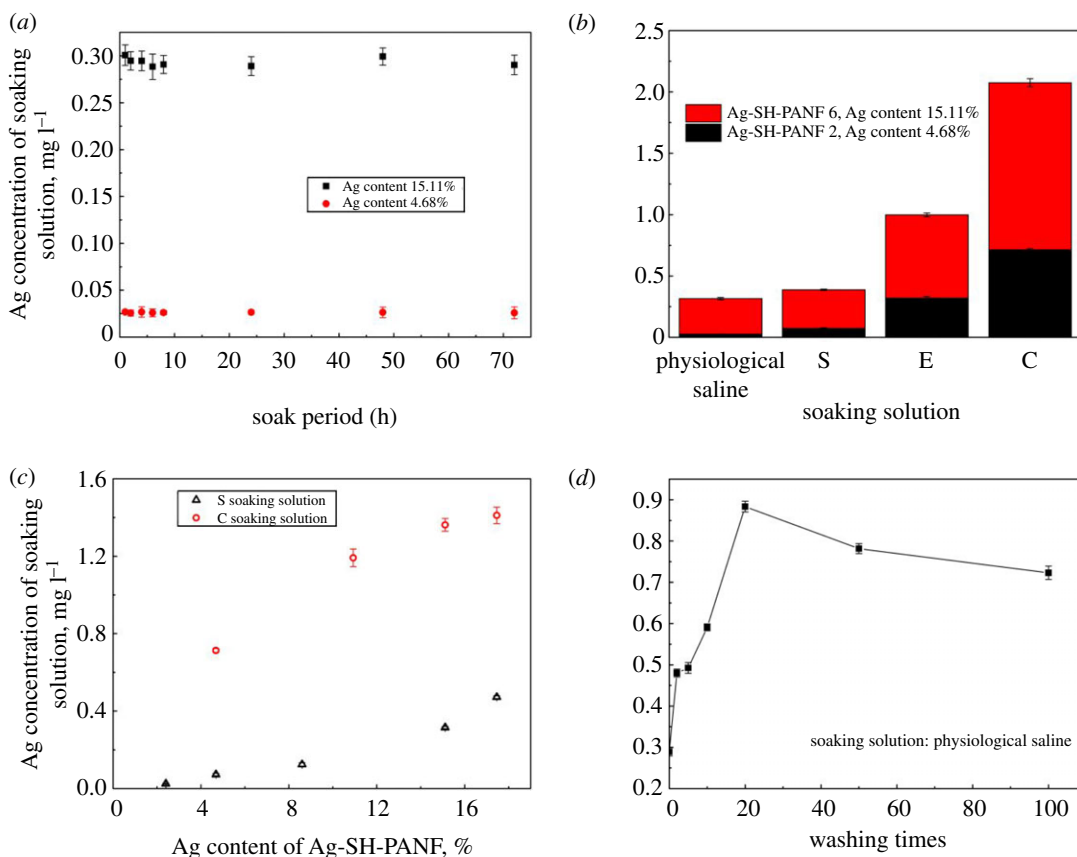 (a)
Ag concentration of soaking
solution, mg l⁻¹
0.30
0.25
0.20
0.15
0.10
0.05
0
Ag content 15.11%
Ag content 4.68%
0 10 20 30 40 50 60 70
soak period (h)
(b)
2.5
2.0
1.5
1.0
0.5
0
Ag-SH-PANF 6, Ag content 15.11%
Ag-SH-PANF 2, Ag content 4.68%
physiological
saline
S E C
soaking solution
(c)
Ag concentration of soaking
solution, mg l⁻¹
1.6
1.2
0.8
0.4
0.0
S soaking solution
C soaking solution
0 4 8 12 16
Ag content of Ag-SH-PANF, %
(d)
0.9
0.8
0.7
0.6
0.5
0.4
0.3
0.2
soaking solution: physiological saline
0 20 40 60 80 100
washing times